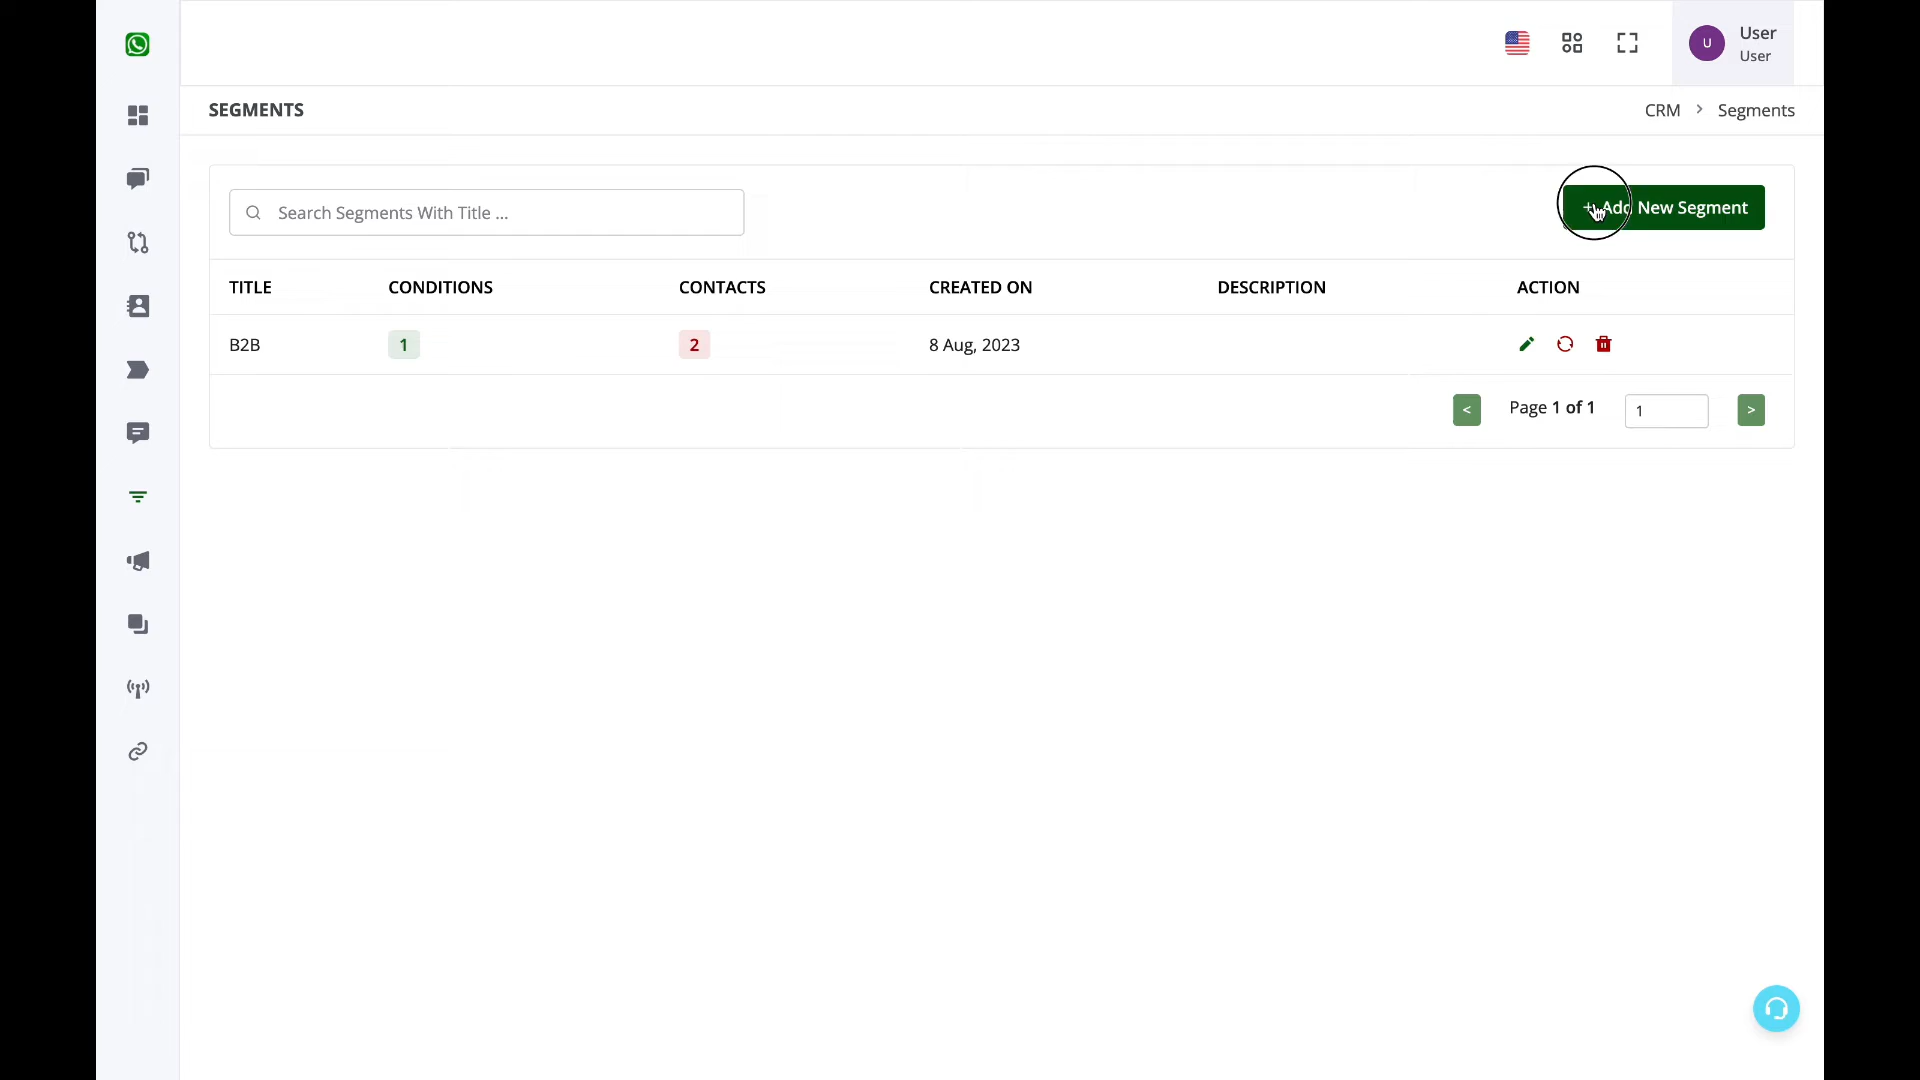 User
U
User
SEGMENTS
CRM > Segments
Search Segments With Title ...
+ Add New Segment
TITLE CONDITIONS CONTACTS CREATED ON DESCRIPTION ACTION
B2B 1 2 8 Aug, 2023
< Page 1 of 1 1 >